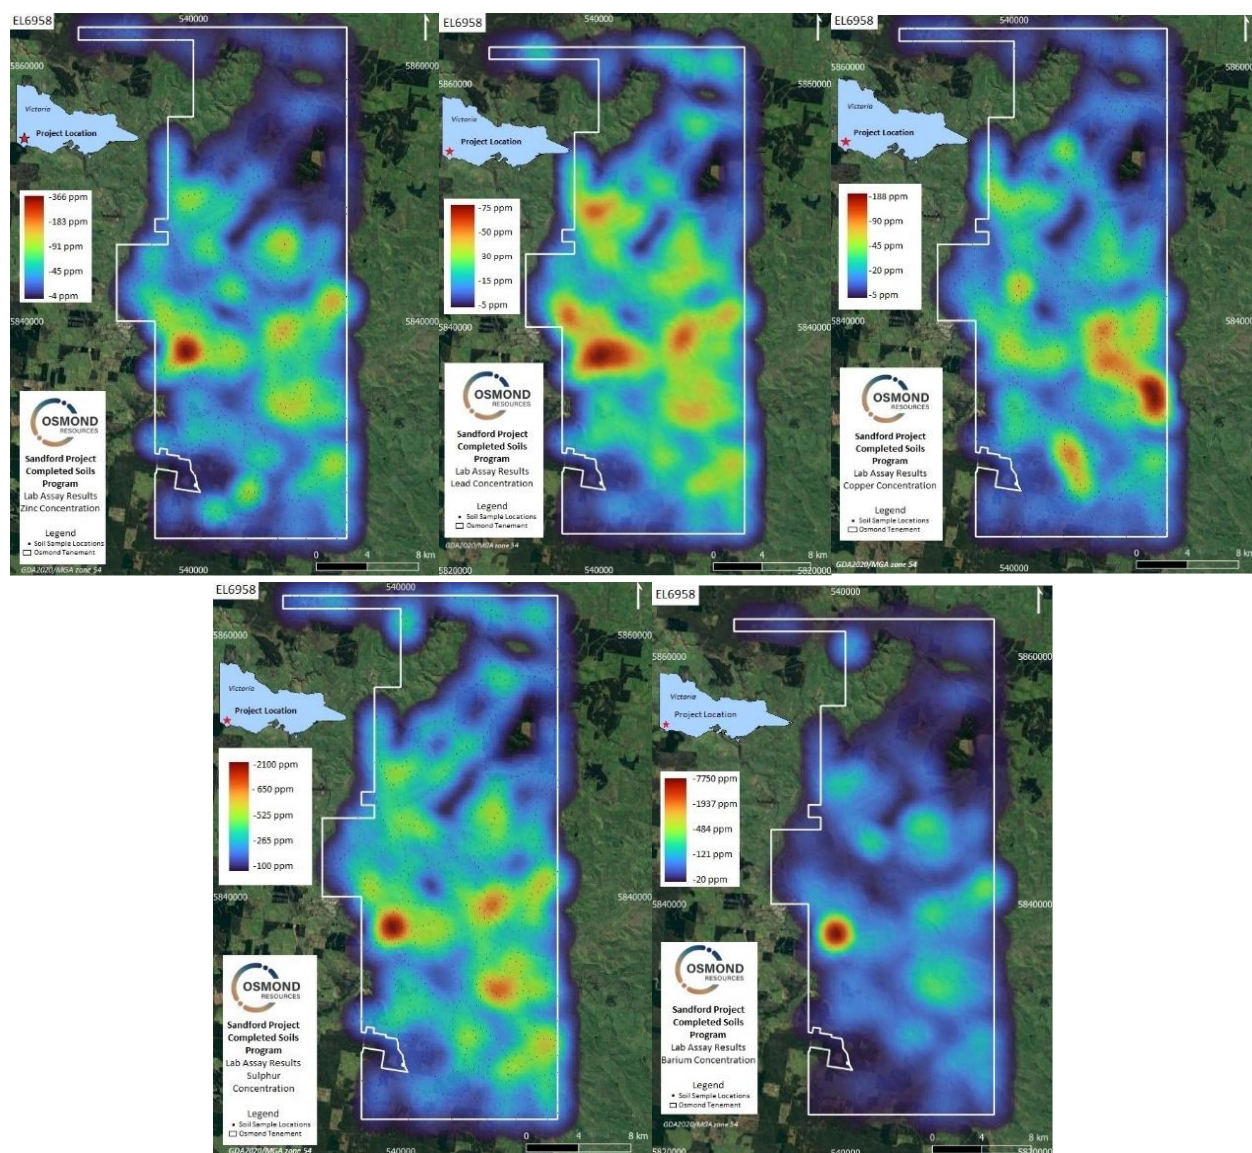 EL6958
540000
5860000
Victoria
Project Location
-366 ppm
-183 ppm
-91 ppm
-45 ppm
-4 ppm
5840000
OSMOND
RESOURCES
Sandford Project
Completed Soils
Program
Lab Assay Results
Zinc Concentration
Legend
Soil Sample Locations
Osmond Tenement
GDA2020/MGA zone 54
0 4 8 km
EL6958
540000
5860000
Victoria
Project Location
-75 ppm
-50 ppm
30 ppm
-15 ppm
-5 ppm
5840000
OSMOND
RESOURCES
Sandford Project
Completed Soils
Program
Lab Assay Results
Lead Concentration
Legend
Soil Sample Locations
Osmond Tenement
GDA2020/MGA zone 54
0 4 8 km
5820000
540000
5820000
EL6958
540000
5860000
Victoria
Project Location
-188 ppm
-90 ppm
-45 ppm
-20 ppm
-5 ppm
5840000
OSMOND
RESOURCES
Sandford Project
Completed Soils
Program
Lab Assay Results
Copper Concentration
Legend
Soil Sample Locations
Osmond Tenement
GDA2020/MGA zone 54
0 4 8 km
540000
EL6958
540000
5860000
Victoria
Project Location
-2100 ppm
- 650 ppm
-525 ppm
-265 ppm
-100 ppm
5840000
OSMOND
RESOURCES
Sandford Project
Completed Soils
Program
Lab Assay Results
Sulphur
Concentration
Legend
Soil Sample Locations
Osmond Tenement
GDA2020/MGA zone 54
0 4 8 km
540000
EL6958
540000
5860000
Victoria
Project Location
-7750 ppm
-1937 ppm
-484 ppm
-121 ppm
-20 ppm
5840000
OSMOND
RESOURCES
Sandford Project
Completed Soils
Program
Lab Assay Results
Barium Concentration
Legend
Soil Sample Locations
Osmond Tenement
GDA2020/MGA zone 54
0 4 8 km
5820000
540000